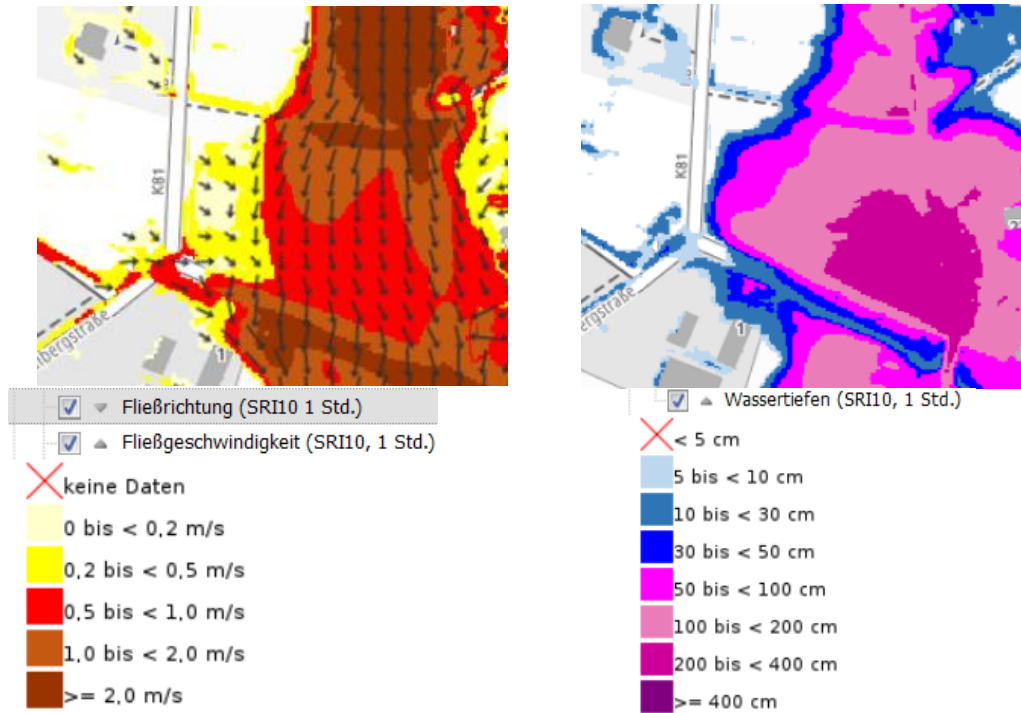 K81
bergstraße
1
Fließrichtung (SRI10 1 Std.)
Fließgeschwindigkeit (SRI10, 1 Std.)
keine Daten
0 bis < 0,2 m/s
0,2 bis < 0,5 m/s
0,5 bis < 1,0 m/s
1,0 bis < 2,0 m/s
>= 2,0 m/s
K81
bergstraße
1
Wassertiefen (SRI10, 1 Std.)
< 5 cm
5 bis < 10 cm
10 bis < 30 cm
30 bis < 50 cm
50 bis < 100 cm
100 bis < 200 cm
200 bis < 400 cm
>= 400 cm